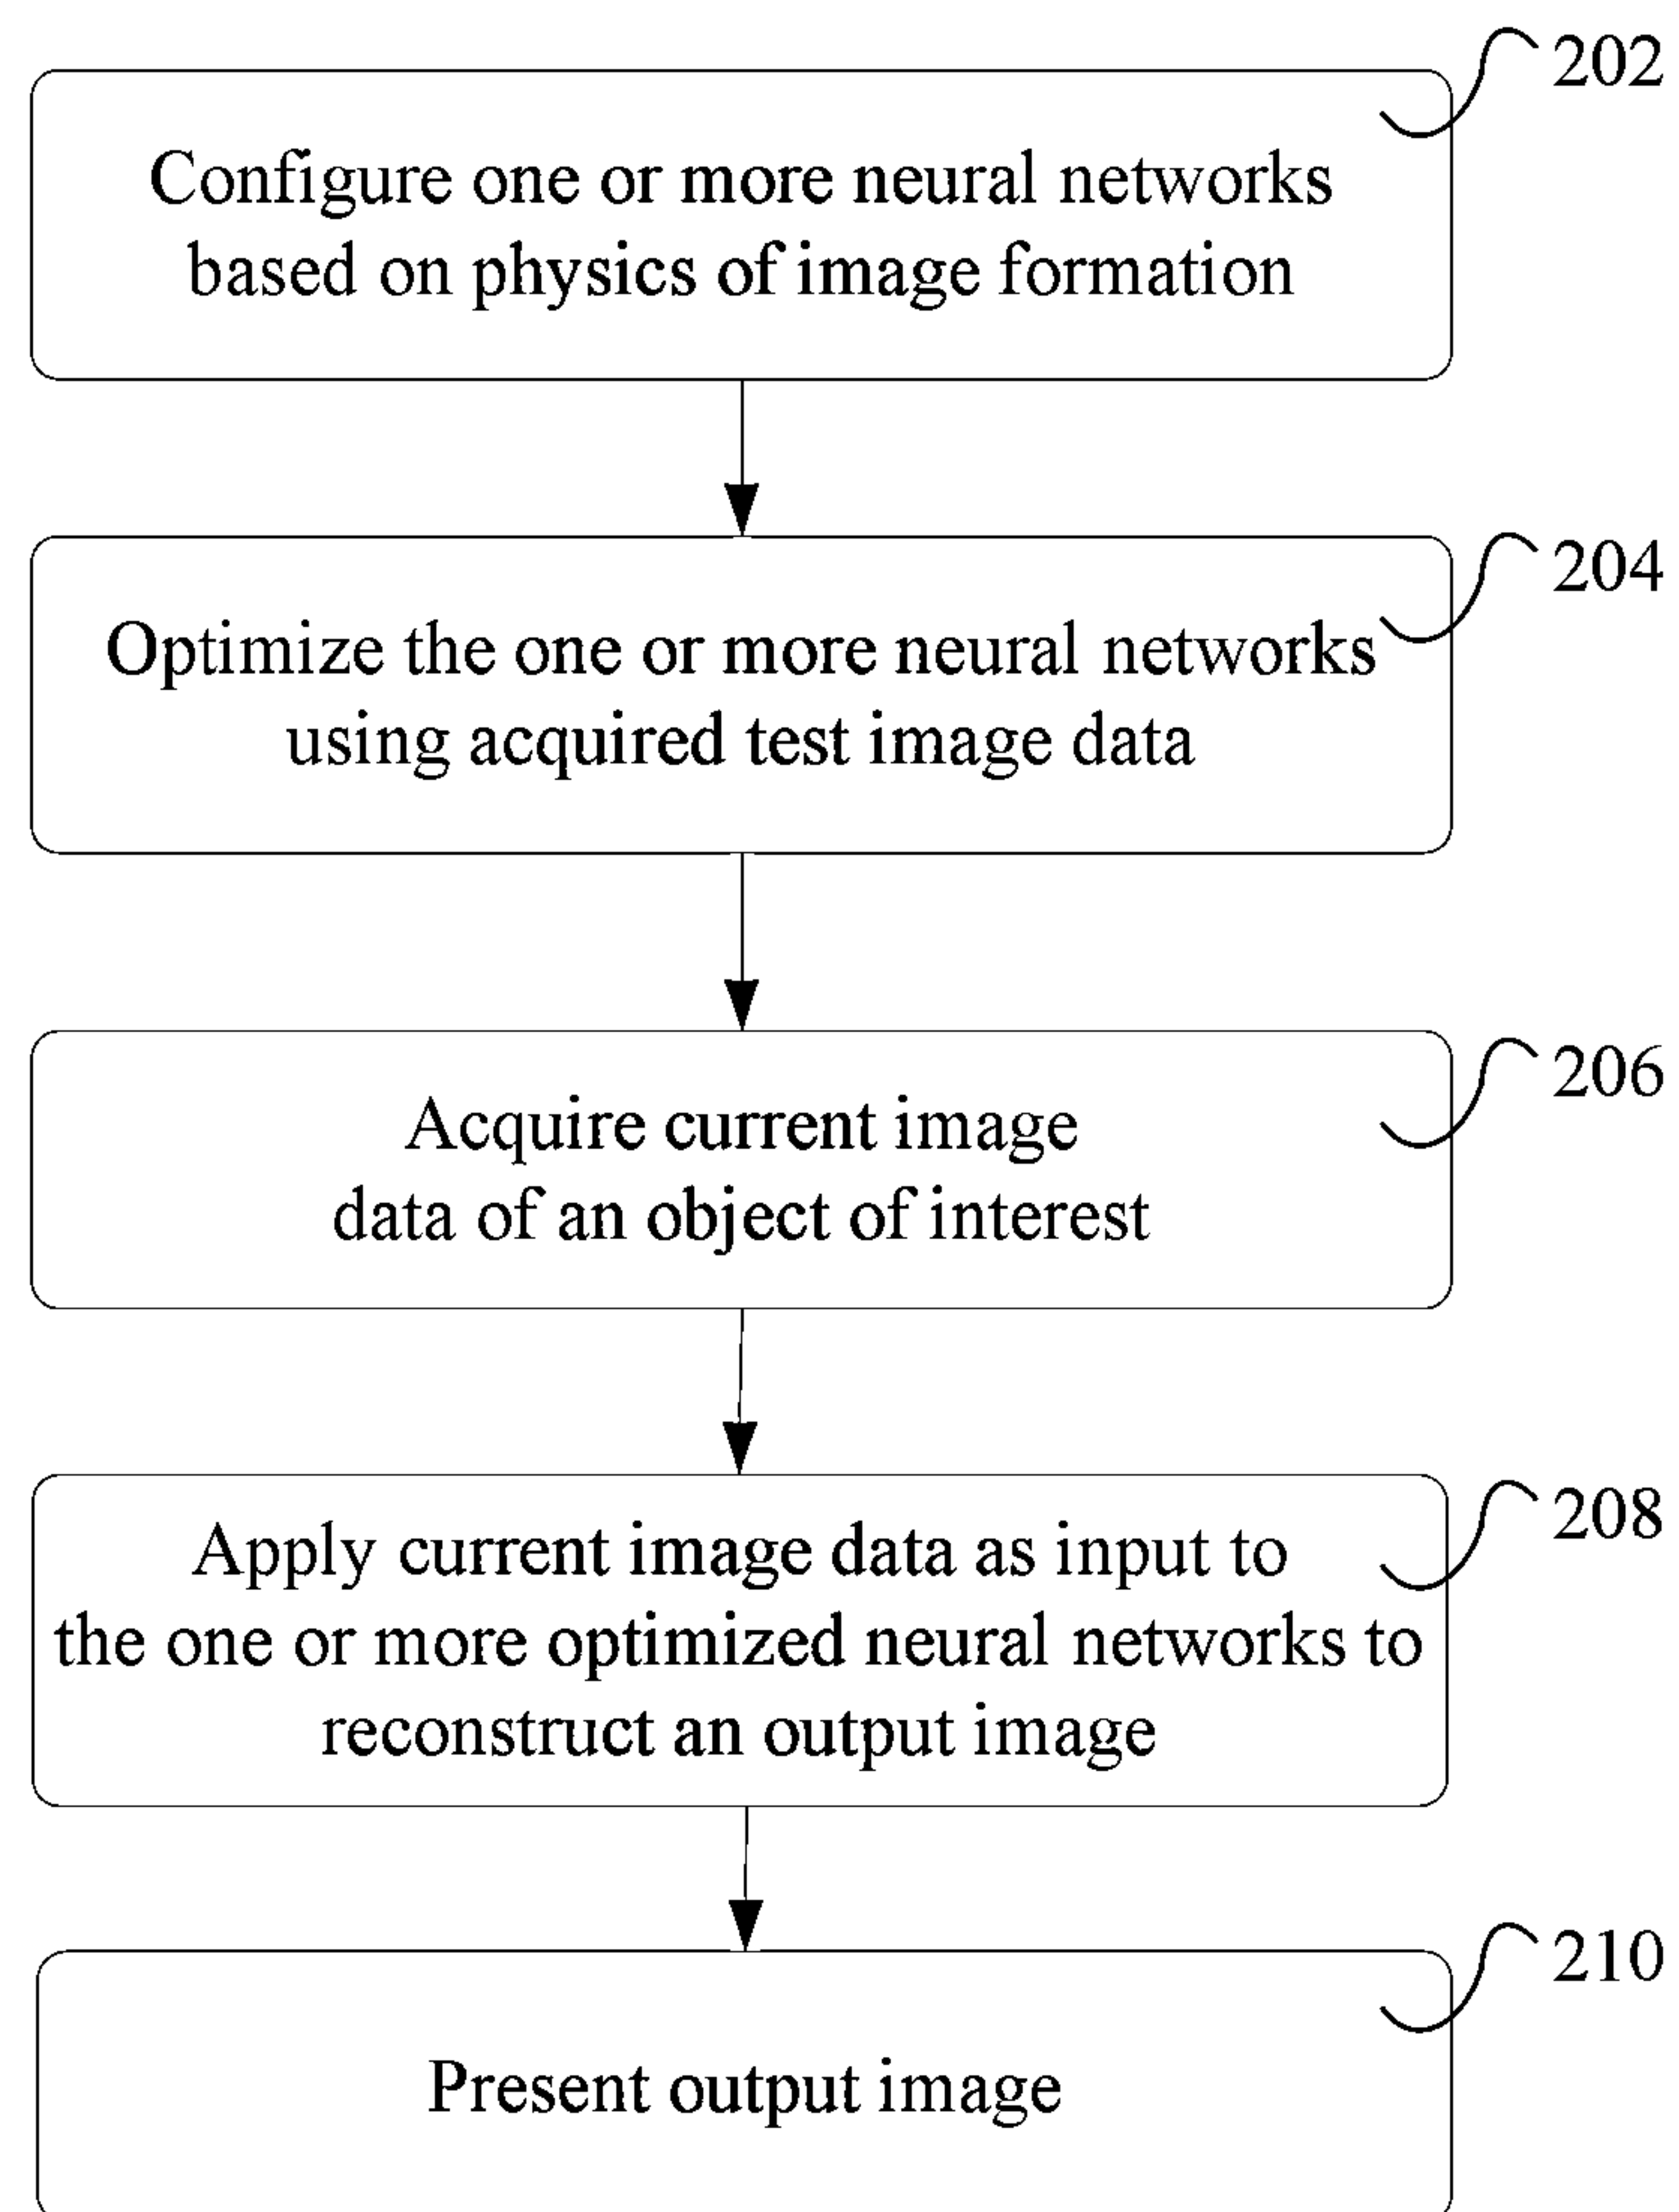 202
Configure one or more neural networks
based on physics of image formation
204
Optimize the one or more neural networks
using acquired test image data
206
Acquire current image
data of an object of interest
208
Apply current image data as input to
the one or more optimized neural networks to
reconstruct an output image
210
Present output image